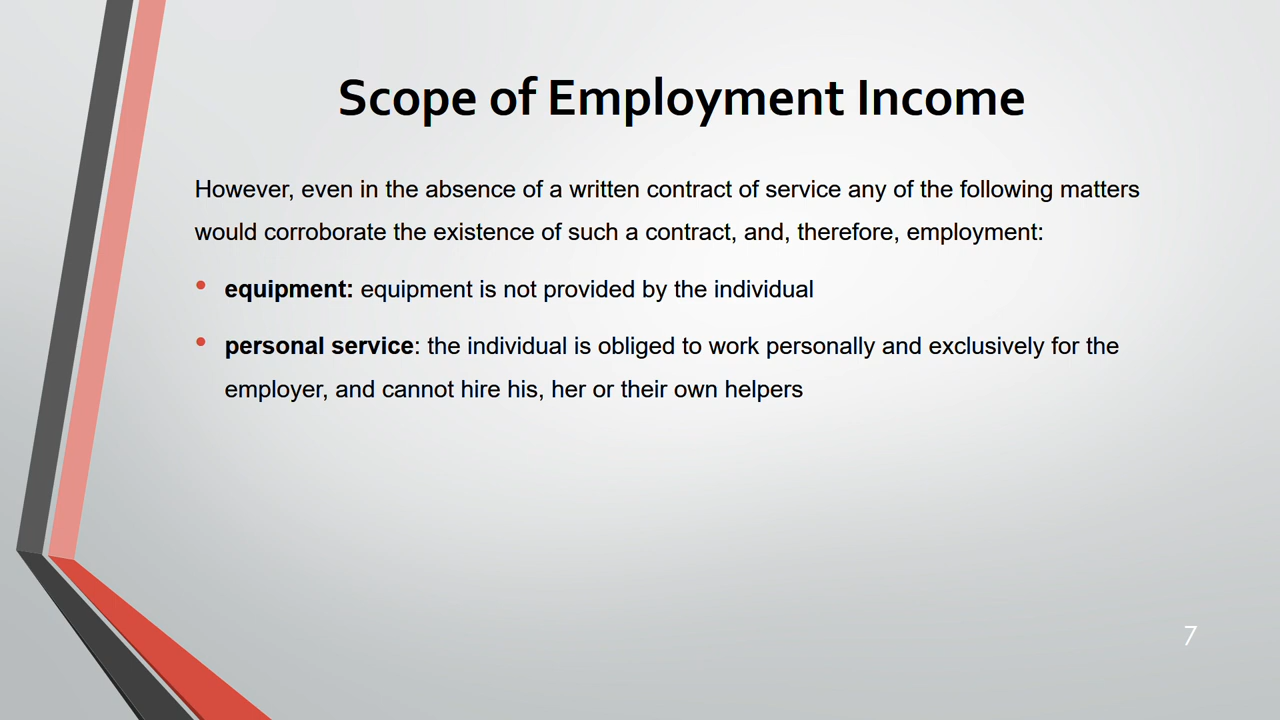 Scope of Employment Income
However, even in the absence of a written contract of service any of the following matters
would corroborate the existence of such a contract, and, therefore, employment:
• equipment: equipment is not provided by the individual
• personal service: the individual is obliged to work personally and exclusively for the
employer, and cannot hire his, her or their own helpers
7